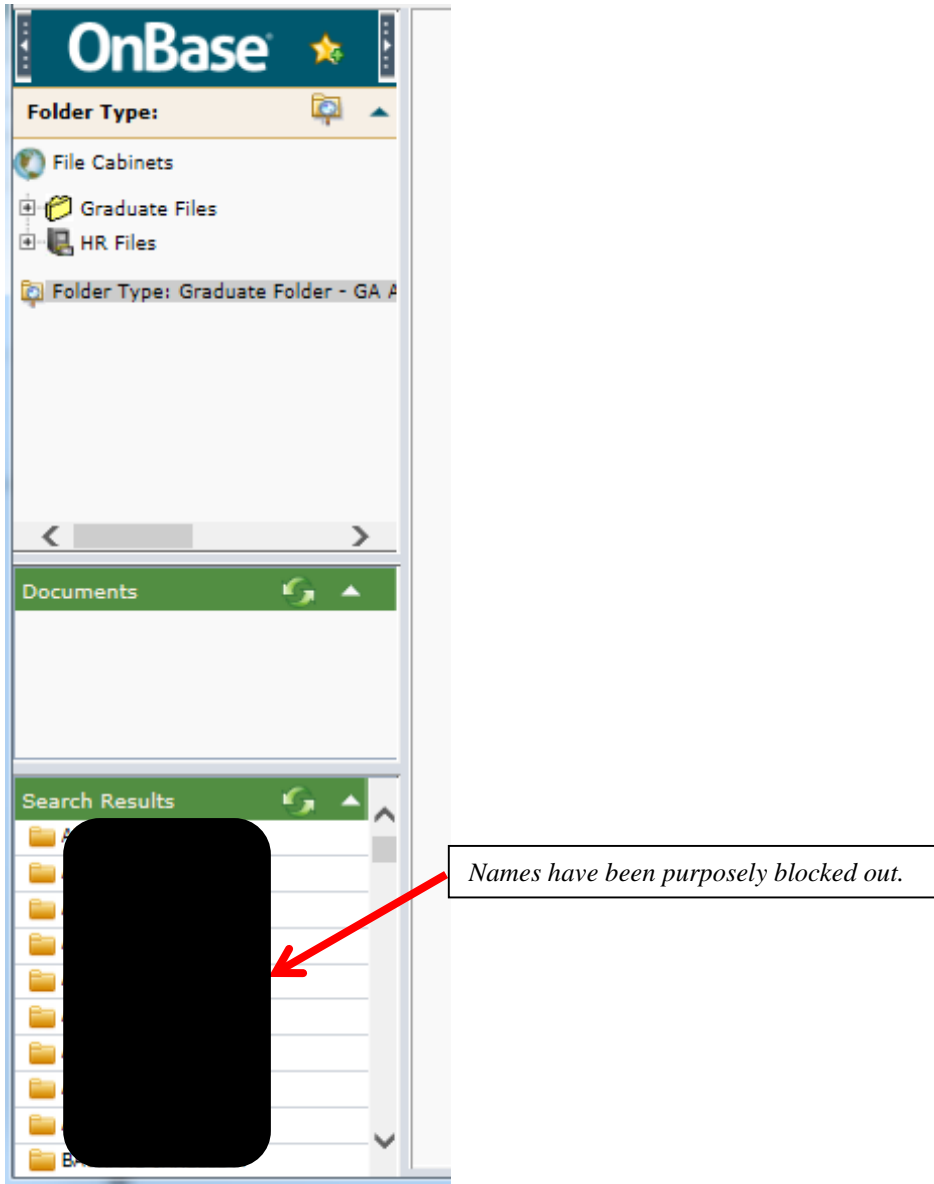 OnBase
Folder Type:
File Cabinets
Graduate Files
HR Files
Folder Type: Graduate Folder - GA A
Documents
Search Results
Names have been purposely blocked out.